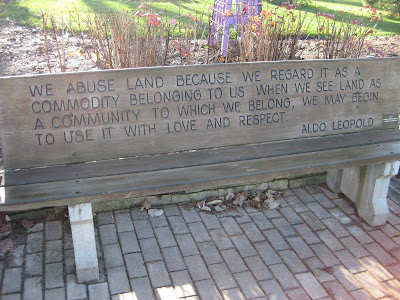 WE ABUSE LAND BECAUSE WE REGARD IT AS A
COMMODITY BELONGING TO US WHEN WE SEE LAND AS
A COMMUNITY TO WHICH WE BELONG, WE MAY BEGIN
TO USE IT WITH LOVE AND RESPECT.
ALDO LEOPOLD